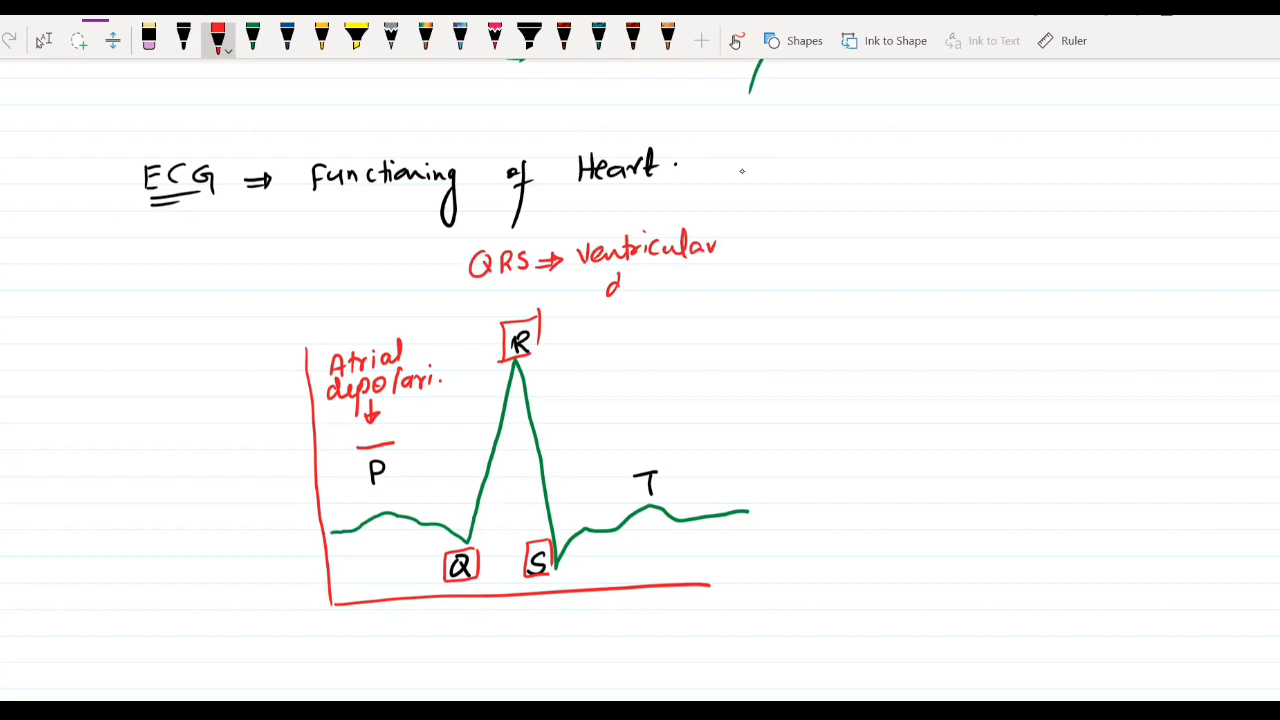 Shapes
Ink to Shape
Ink to Text
Ruler
ECG ⇒ Functioning of Heart.
QRS ⇒ ventricular
d
R
Atrial
depolari.
P
T
Q
S